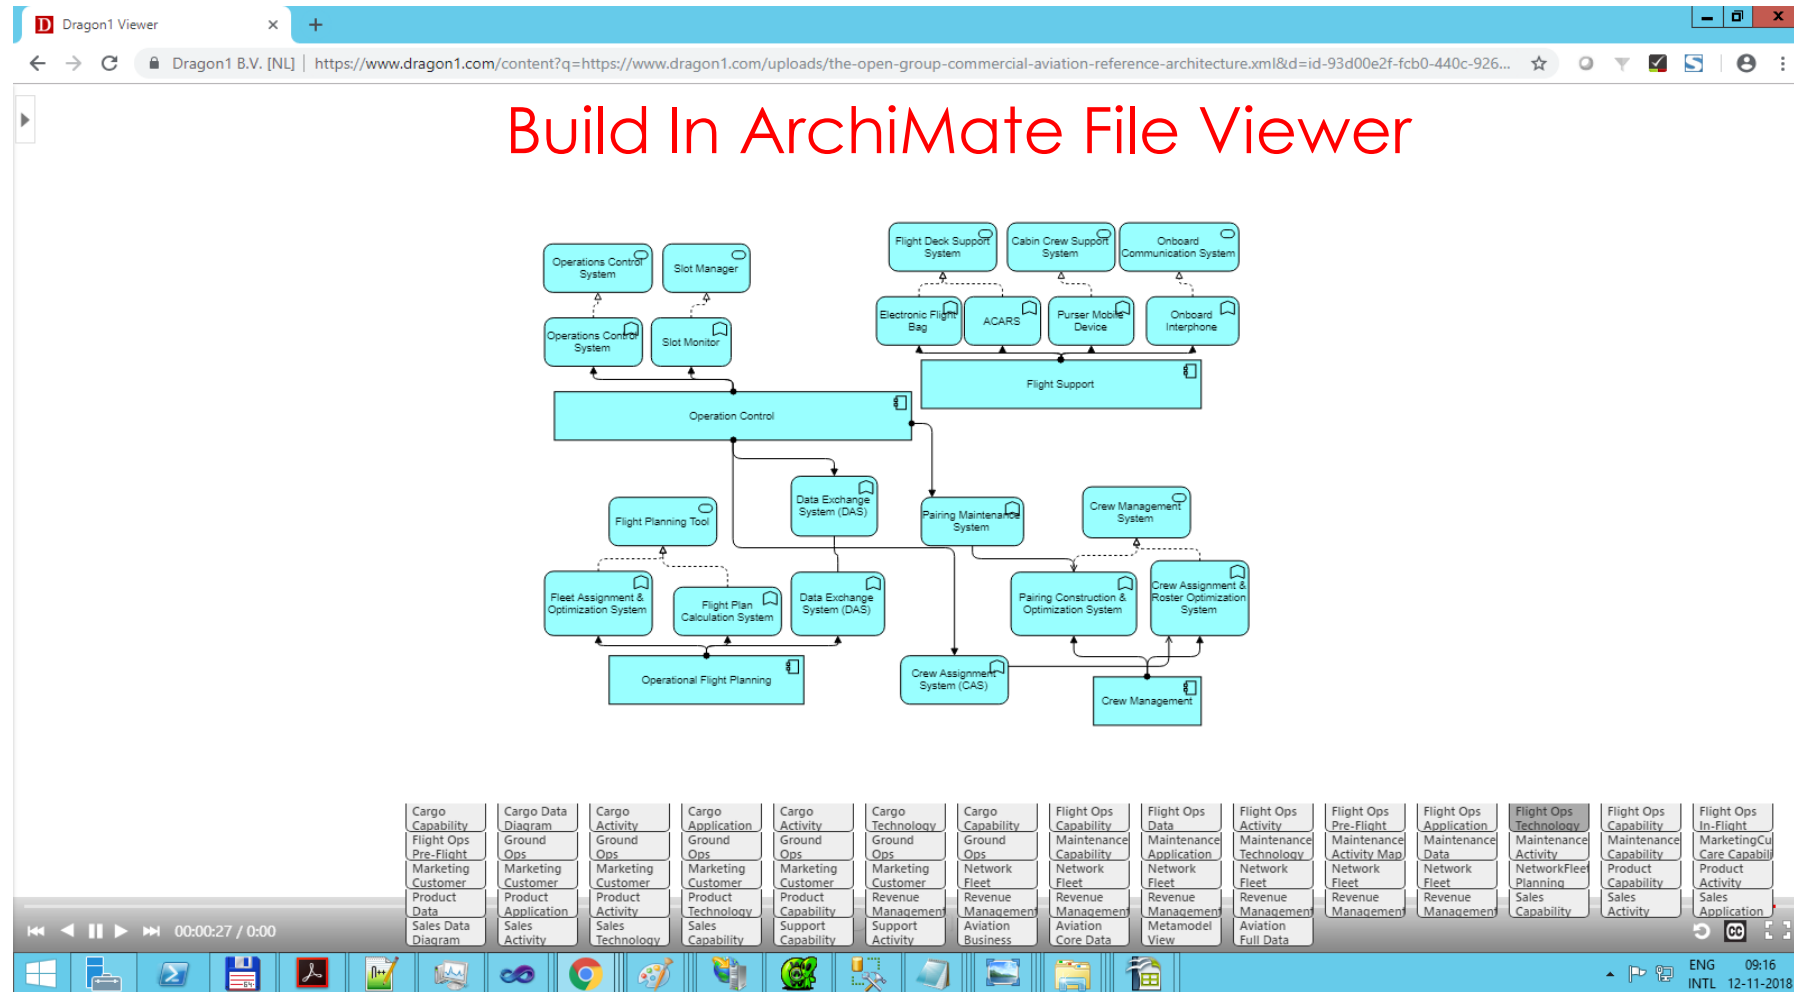 Dragon1 Viewer
Dragon1 B.V. [NL] | https://www.dragon1.com/content?q=https://www.dragon1.com/uploads/the-open-group-commercial-aviation-reference-architecture.xml&d=id-93d00e2f-fcb0-440c-926...
Build In ArchiMate File Viewer
Flight Deck Support
System
Cabin Crew Support
System
Onboard
Communication System
Operations Control
System
Slot Manager
Electronic Flight
Bag
ACARS
Purser Mobile
Device
Onboard
Interphone
Operations Control
System
Slot Monitor
Flight Support
Operation Control
Data Exchange
System (DAS)
Flight Planning Tool
Pairing Maintenance
System
Crew Management
System
Fleet Assignment &
Optimization System
Flight Plan
Calculation System
Data Exchange
System (DAS)
Pairing Construction &
Optimization System
Crew Assignment &
Roster Optimization
System
Operational Flight Planning
Crew Assignment
System (CAS)
Crew Management
Cargo
Capability
Cargo Data
Diagram
Cargo
Activity
Cargo
Application
Cargo
Activity
Cargo
Technology
Cargo
Capability
Flight Ops
Capability
Flight Ops
Data
Flight Ops
Activity
Flight Ops
Pre-Flight
Flight Ops
Application
Flight Ops
Technology
Flight Ops
Capability
Flight Ops
In-Flight
Flight Ops
Pre-Flight
Ground
Ops
Ground
Ops
Ground
Ops
Ground
Ops
Ground
Ops
Ground
Ops
Maintenance
Capability
Maintenance
Application
Maintenance
Technology
Maintenance
Activity Map
Maintenance
Data
Maintenance
Activity
Maintenance
Capability
MarketingCu
Care Capabili
Marketing
Customer
Marketing
Customer
Marketing
Customer
Marketing
Customer
Marketing
Customer
Marketing
Customer
Network
Fleet
Network
Fleet
Network
Fleet
Network
Fleet
Network
Fleet
Network
Fleet
NetworkFleet
Planning
Product
Capability
Product
Activity
Product
Data
Product
Application
Product
Activity
Product
Technology
Product
Capability
Revenue
Management
Revenue
Management
Revenue
Management
Revenue
Management
Revenue
Management
Revenue
Management
Revenue
Management
Sales
Capability
Sales
Activity
Sales
Application
Sales Data
Diagram
Sales
Activity
Sales
Technology
Sales
Capability
Support
Capability
Support
Activity
Aviation
Business
Aviation
Core Data
Metamodel
View
Aviation
Full Data
00:00:27 / 0:00
CC
ENG 09:16
INTL 12-11-2018